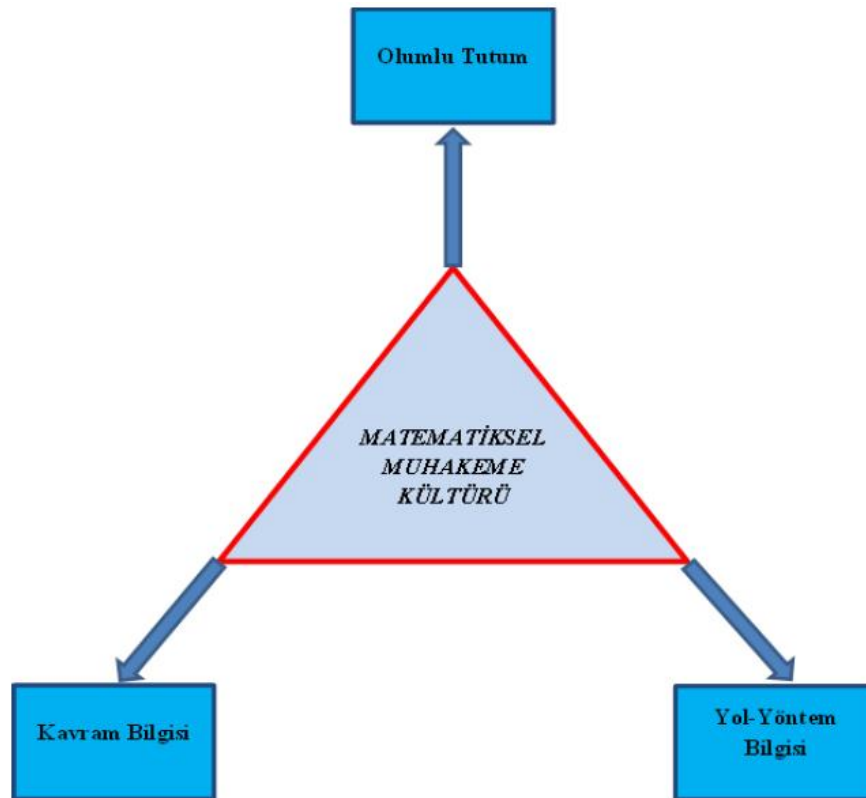 Olumlu Tutum
MATEMATİKSEL
MUHAKEME
KÜLTÜRÜ
Kavram Bilgisi
Yol-Yöntem
Bilgisi